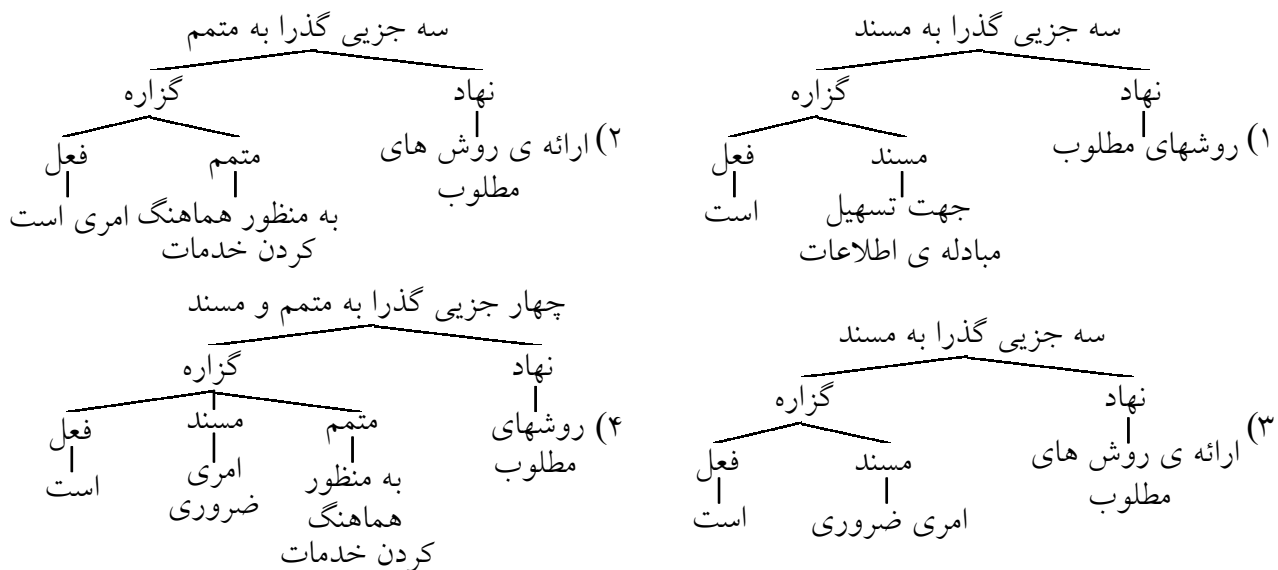 سه جزیی گذرا به مسند
نهاد
گزاره
۱) روشهای مطلوب
مسند
فعل
جهت تسهیل
مبادله ی اطلاعات
است
سه جزیی گذرا به متمم
نهاد
گزاره
۲) ارائه ی روش های
مطلوب
متمم
فعل
به منظور هماهنگ
کردن خدمات
امری است
سه جزیی گذرا به مسند
نهاد
گزاره
۳) ارائه ی روش های
مطلوب
مسند
فعل
امری ضروری
است
چهار جزیی گذرا به متمم و مسند
نهاد
گزاره
۴) روشهای
مطلوب
متمم
مسند
فعل
به منظور
هماهنگ
کردن خدمات
امری
ضروری
است